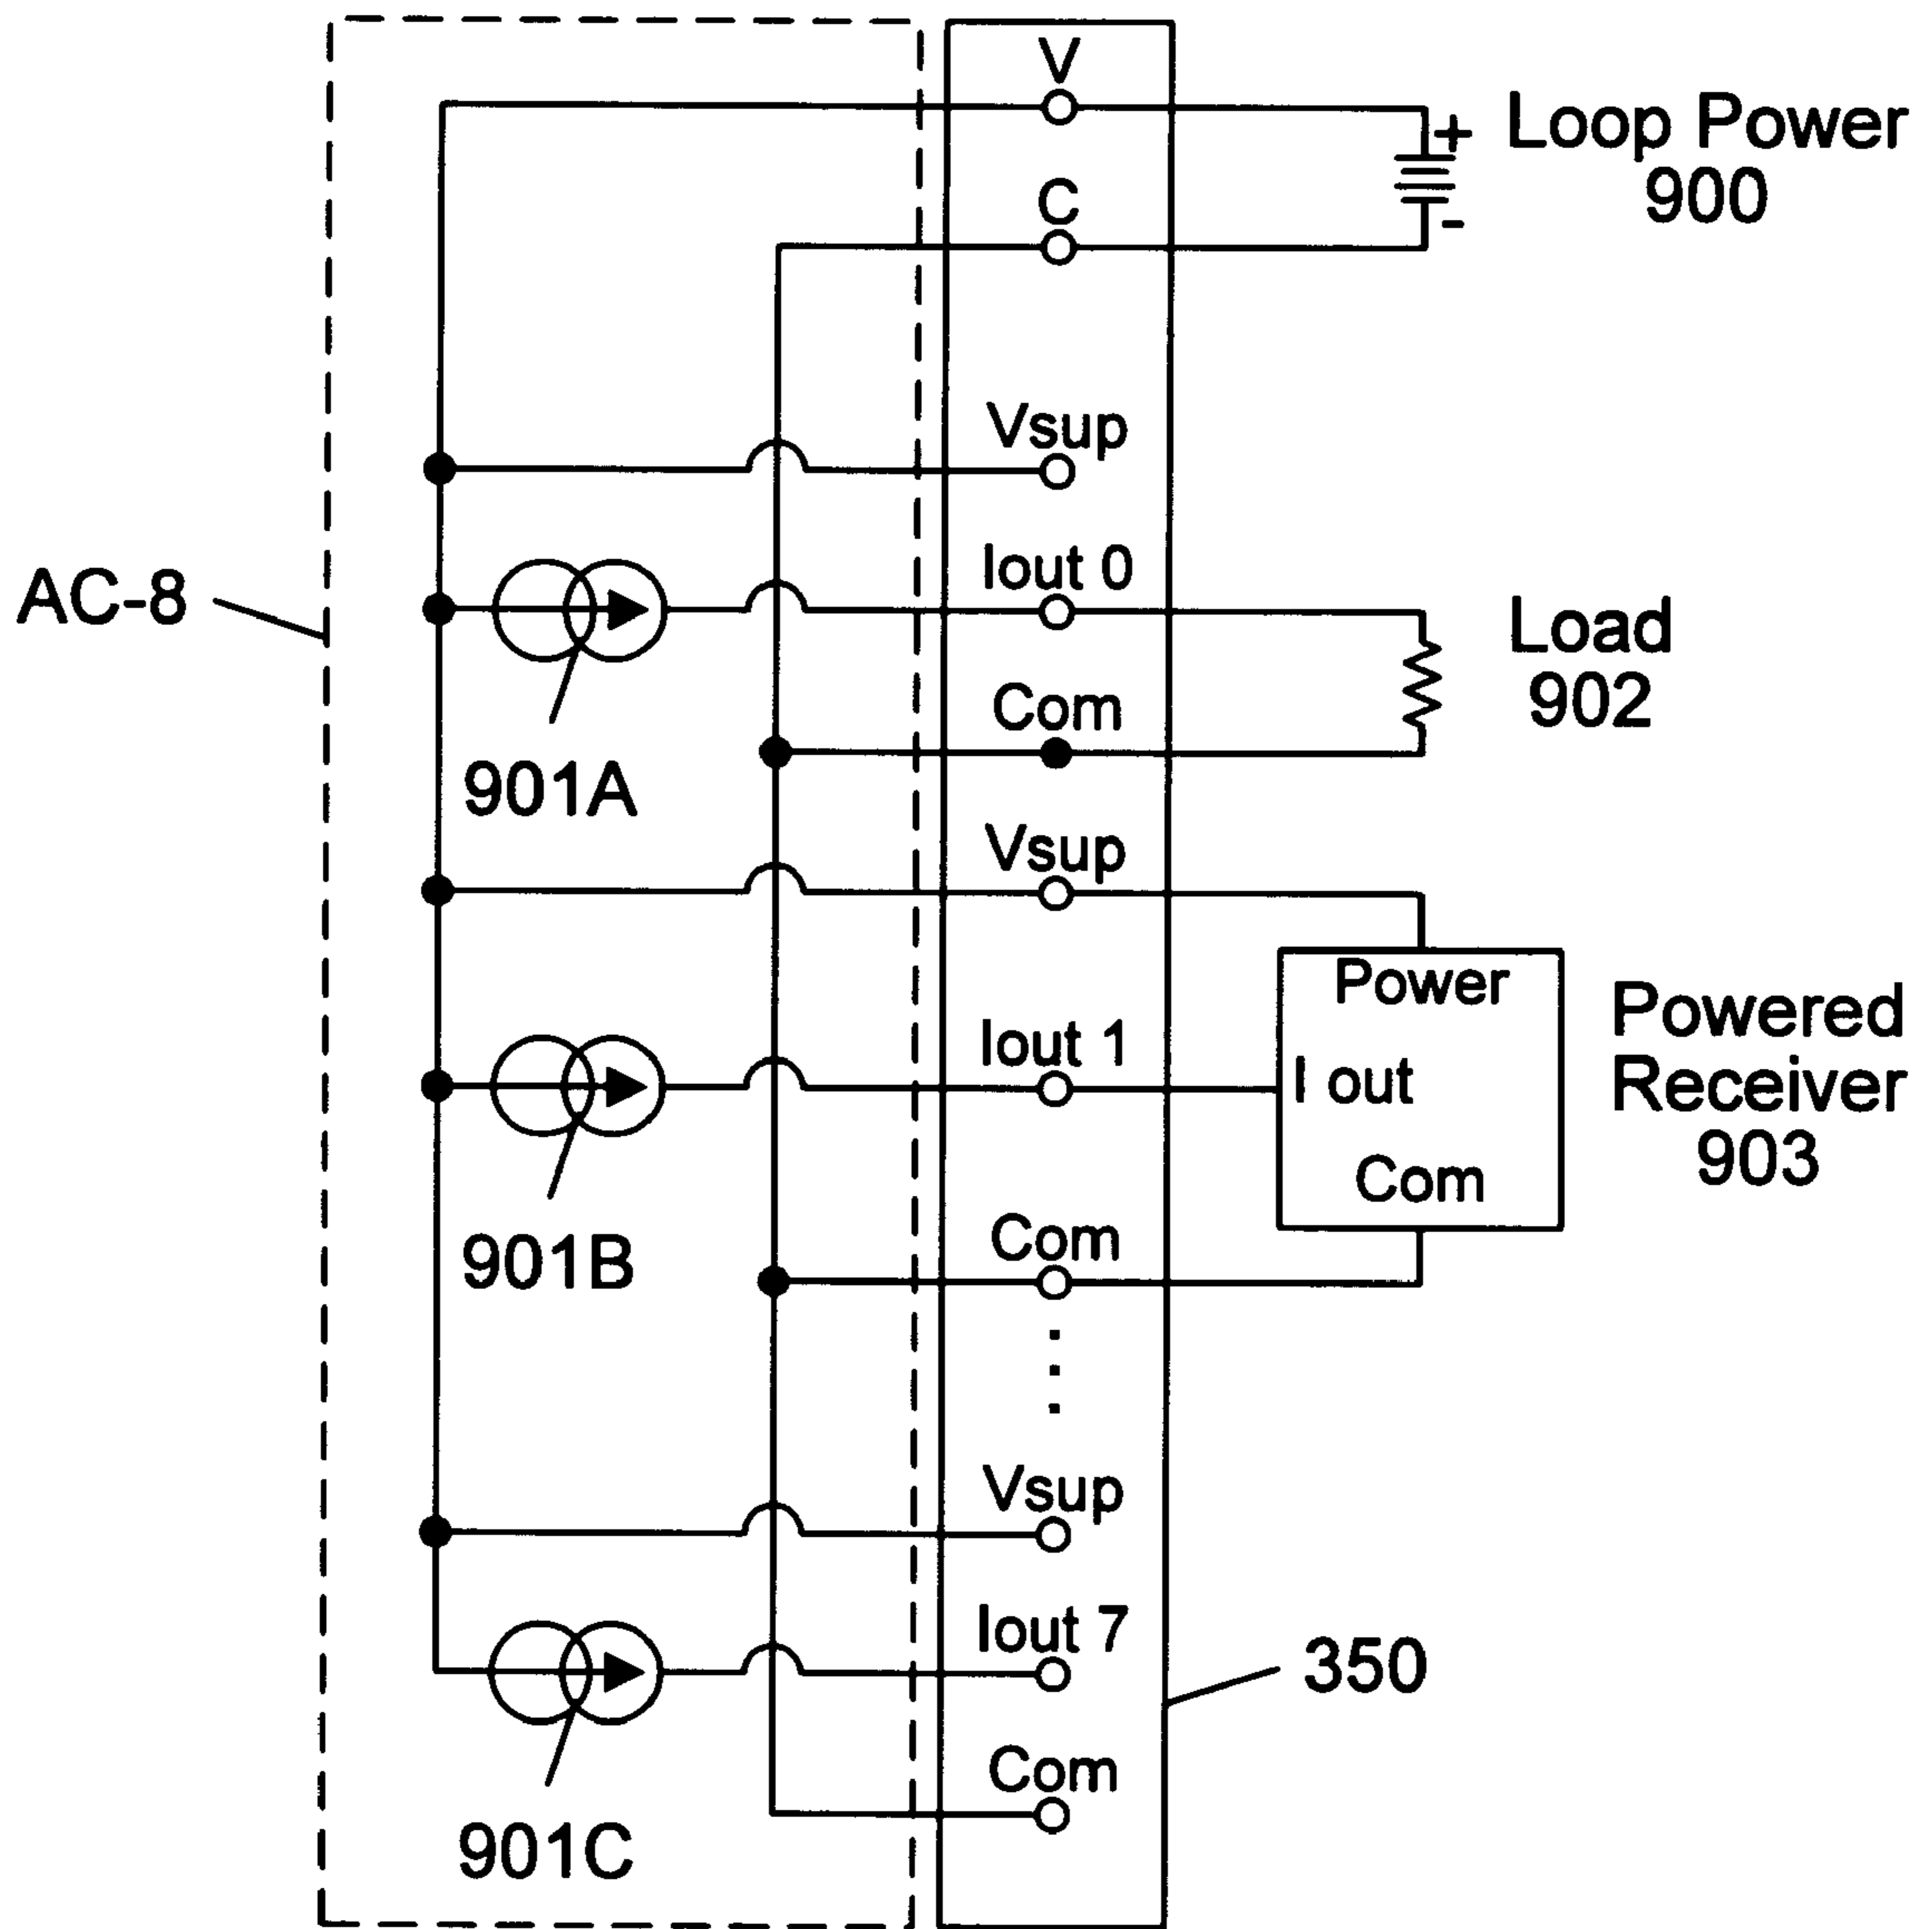 V
+
Loop Power
900
C
-
Vsup
Iout 0
AC-8
Load
902
Com
901A
Vsup
Power
Powered
Iout 1
I out
Receiver
903
Com
Com
901B
Vsup
Iout 7
350
Com
901C